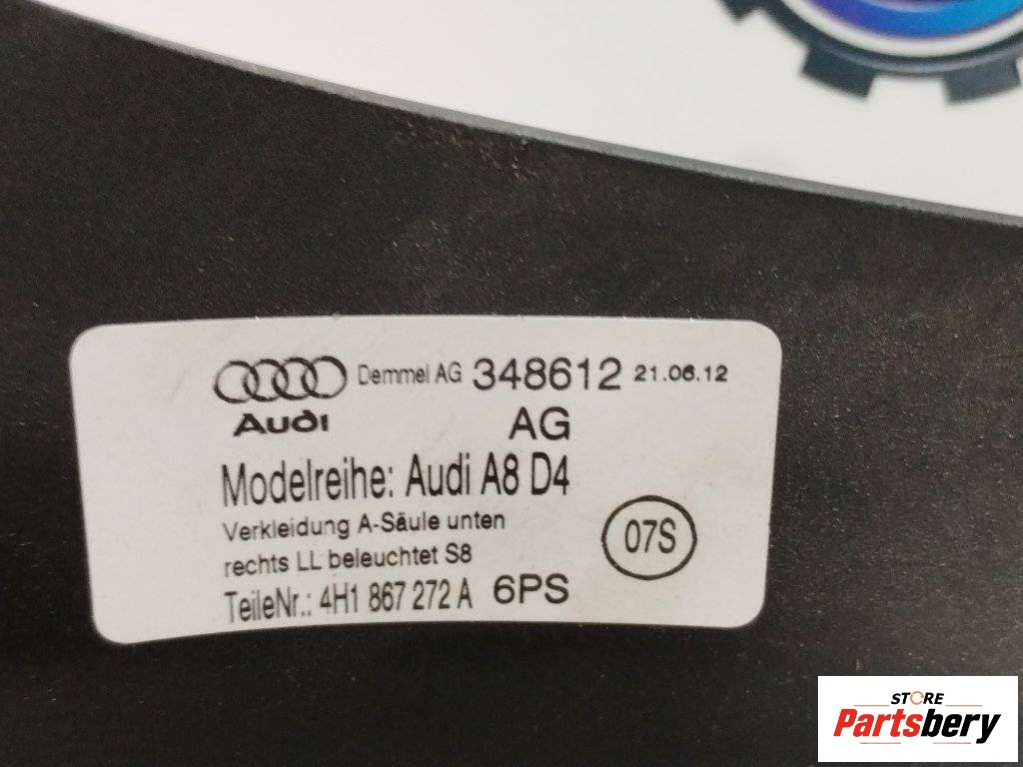 Demmel AG 348612 21.06.12
Audi AG
Modelreihe: Audi A8 D4
Verkleidung A-Säule unten
rechts LL beleuchtet S8
07S
TeileNr.: 4H1 867 272 A 6PS
STORE
Partsbery